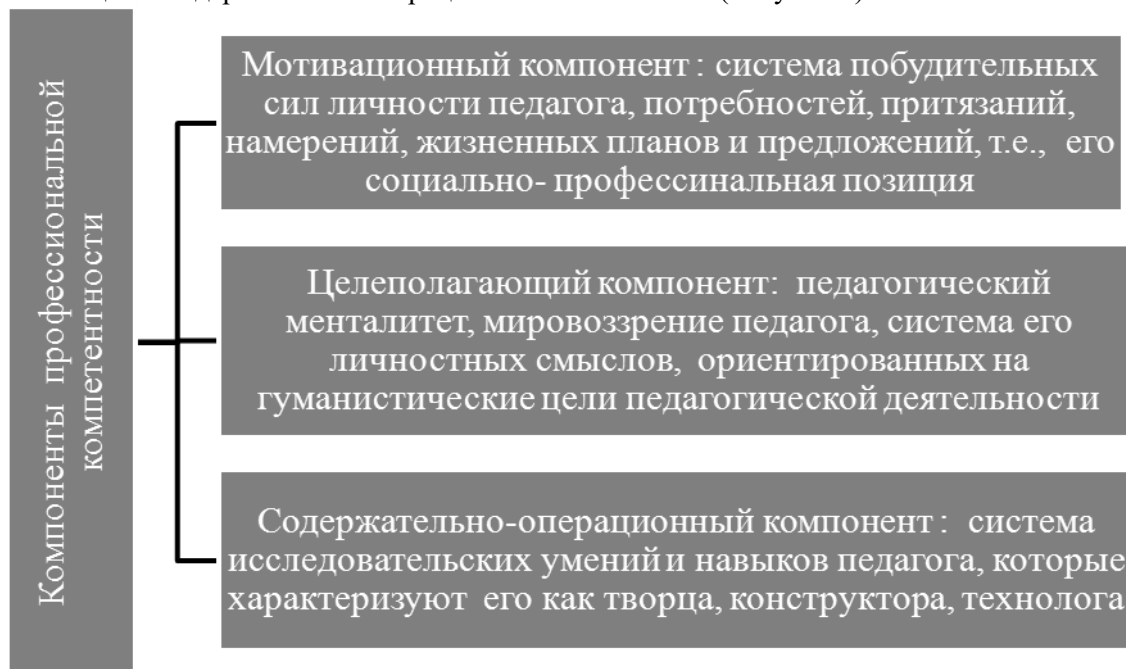 Компоненты профессиональной
компетентности
Мотивационный компонент : система побудительных
сил личности педагога, потребностей, притязаний,
намерений, жизненных планов и предложений, т.е., его
социально- профессинальная позиция
Целеполагающий компонент: педагогический
менталитет, мировоззрение педагога, система его
личностных смыслов, ориентированных на
гуманистические цели педагогической деятельности
Содержательно-операционный компонент : система
исследовательских умений и навыков педагога, которые
характеризуют его как творца, конструктора, технолога